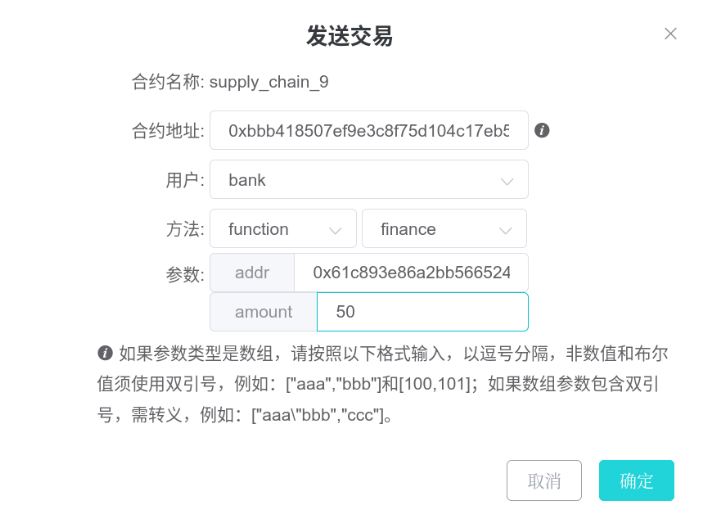 发送交易
合约名称: supply_chain_9
合约地址: 0xbbb418507ef9e3c8f75d104c17eb5
用户: bank
方法: function finance
参数: addr 0x61c893e86a2bb566524
amount 50
如果参数类型是数组，请按照以下格式输入，以逗号分隔，非数值和布尔
值须使用双引号，例如：["aaa","bbb"]和[100,101]；如果数组参数包含双引
号，需转义，例如：["aaa\"bbb","ccc"]。
取消 确定